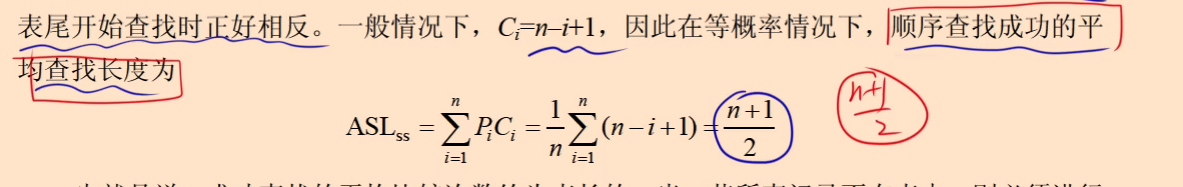 表尾开始查找时正好相反。一般情况下，Cᵢ=n–i+1，因此在等概率情况下，顺序查找成功的平
均查找长度为
ASLss = ∑_{i=1}^{n} PᵢCᵢ = 1/n ∑_{i=1}^{n} (n−i+1) = (n+1)/2
n+1/2